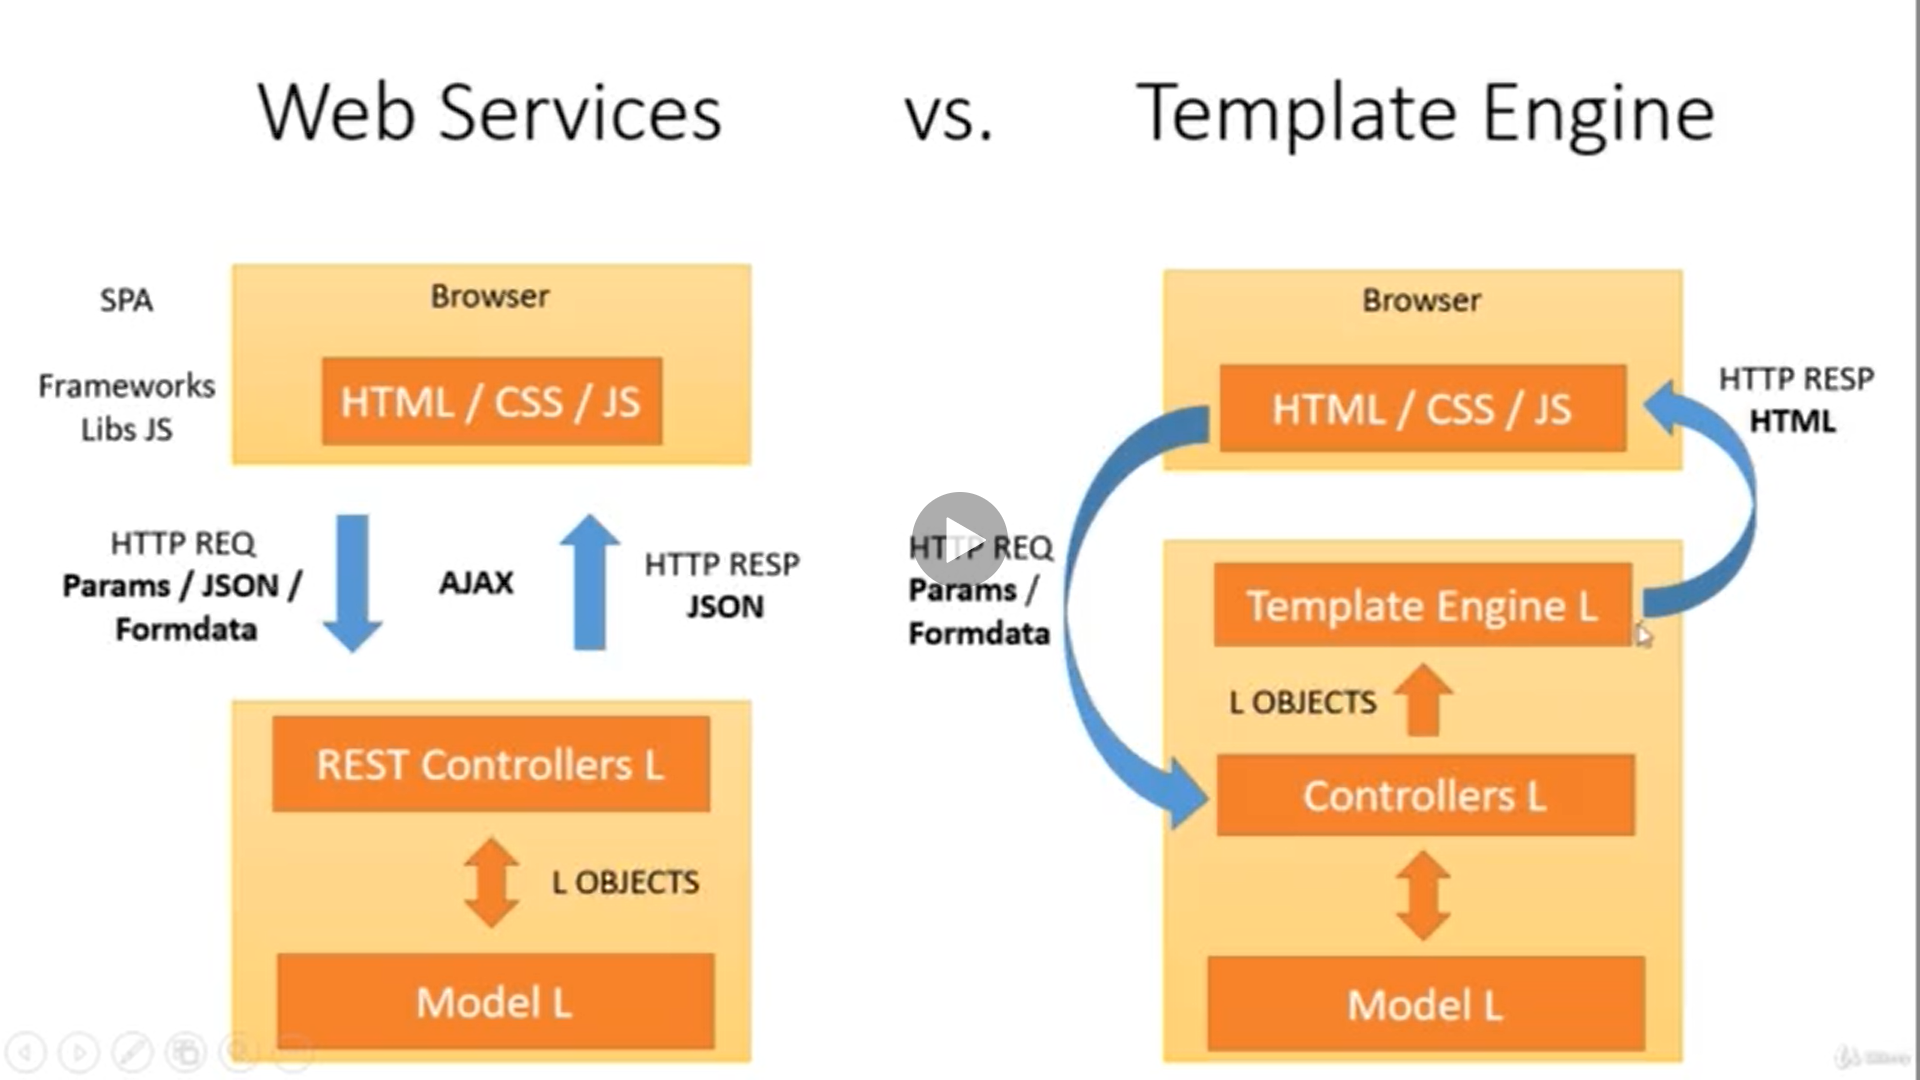 Web Services vs. Template Engine
SPA
Frameworks
Libs JS
Browser
HTML / CSS / JS
HTTP REQ
Params / JSON /
Formdata
AJAX
HTTP RESP
JSON
REST Controllers L
L OBJECTS
Model L
Browser
HTML / CSS / JS
HTTP RESP
HTML
HTTP REQ
Params /
Formdata
Template Engine L
L OBJECTS
Controllers L
Model L